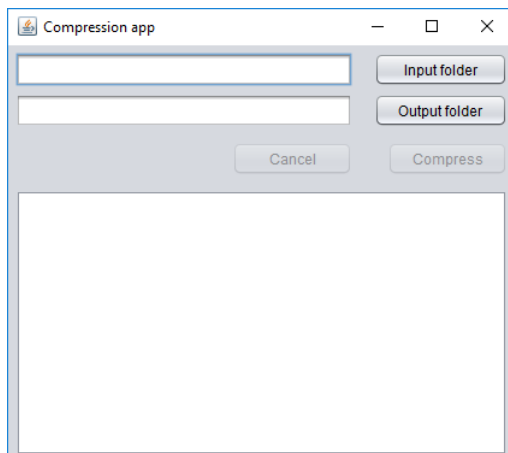 Compression app
Input folder
Output folder
Cancel
Compress